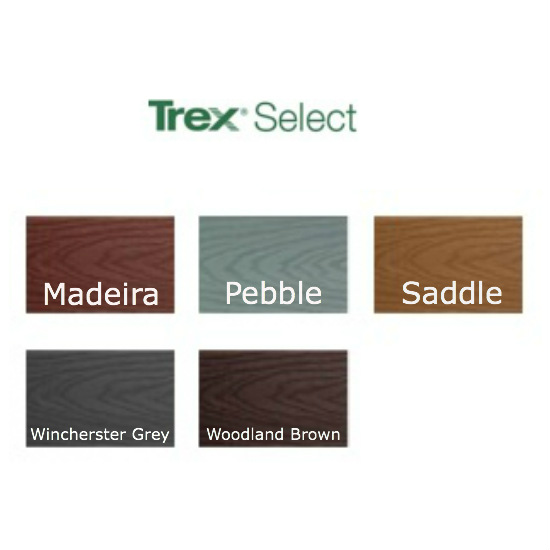 Trex® Select
Madeira
Pebble
Saddle
Wincherster Grey
Woodland Brown